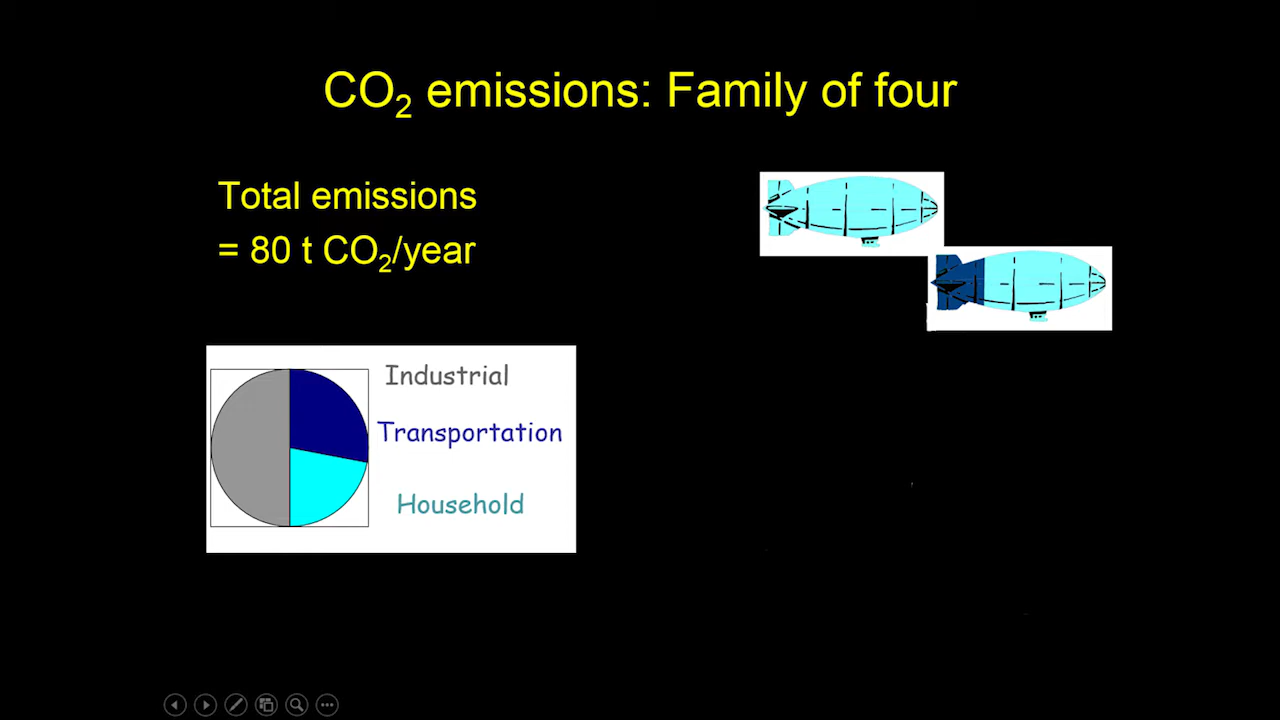 CO₂ emissions: Family of four
Total emissions
= 80 t CO₂/year
Industrial
Transportation
Household